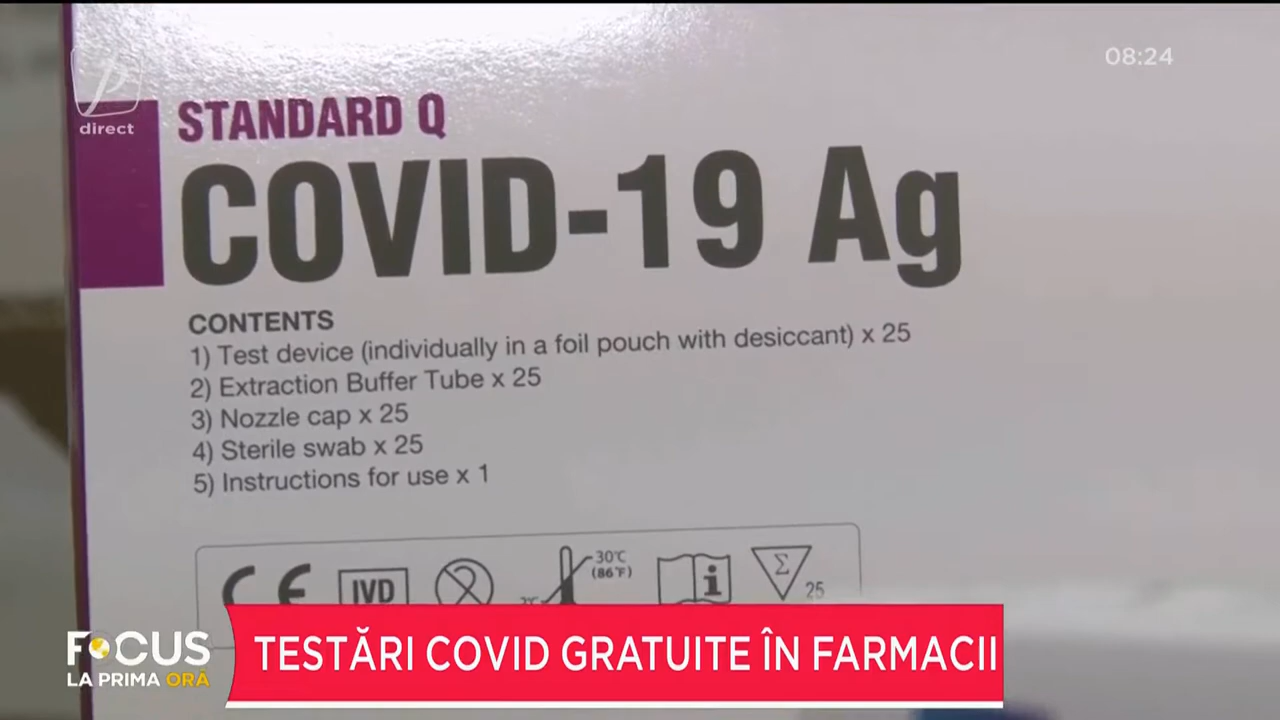 08:24
direct
STANDARD Q
COVID-19 Ag
CONTENTS
1) Test device (individually in a foil pouch with desiccant) x 25
2) Extraction Buffer Tube x 25
3) Nozzle cap x 25
4) Sterile swab x 25
5) Instructions for use x 1
CE IVD 30℃
(86℉)
i Σ 25
FOCUS
LA PRIMA ORĂ
TESTĂRI COVID GRATUITE ÎN FARMACII